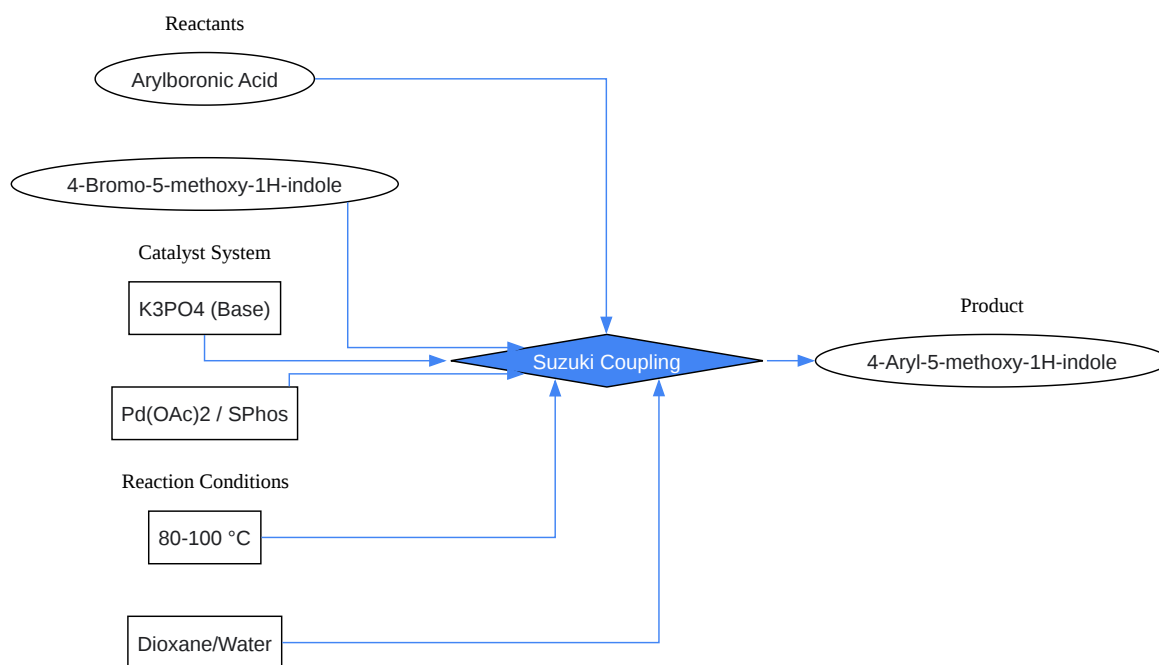 Reactants
Arylboronic Acid
4-Bromo-5-methoxy-1H-indole
Catalyst System
K3PO4 (Base)
Pd(OAc)2 / SPhos
Reaction Conditions
80-100 °C
Dioxane/Water
Suzuki Coupling
Product
4-Aryl-5-methoxy-1H-indole